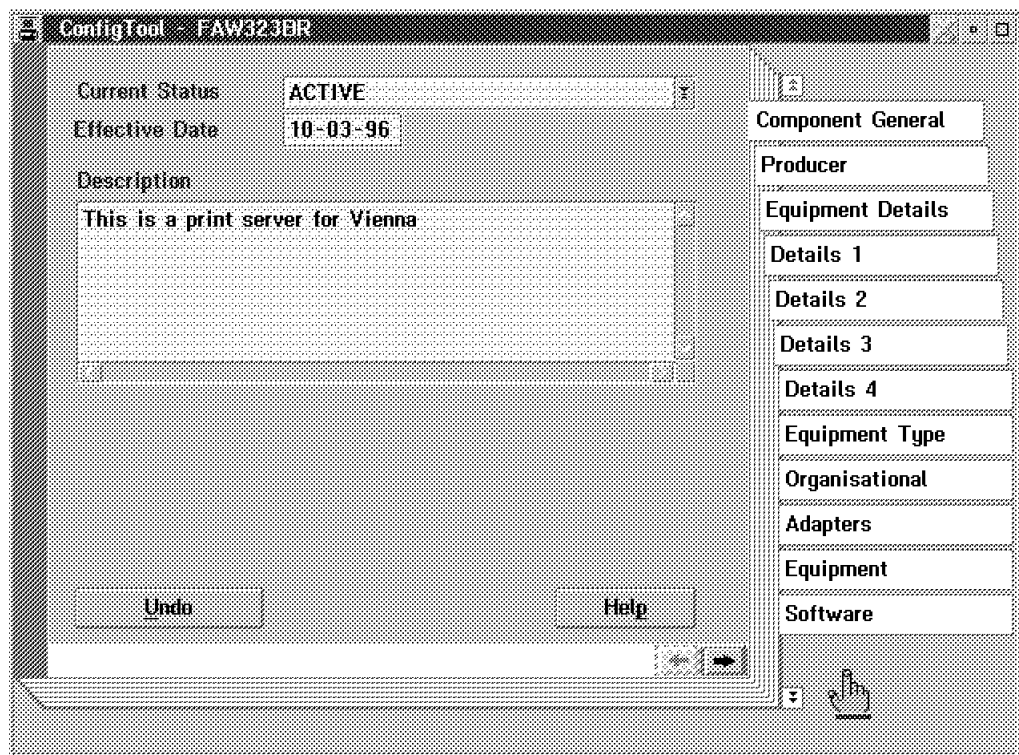 ConfigTool - FAW323BR
Current Status ACTIVE
Effective Date 10-03-96
Description
This is a print server for Vienna
Undo Help
Component General
Producer
Equipment Details
Details 1
Details 2
Details 3
Details 4
Equipment Type
Organisational
Adapters
Equipment
Software